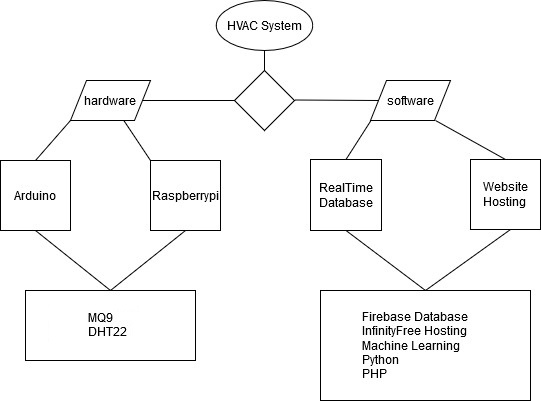 HVAC System
hardware
software
Arduino
Raspberrypi
RealTime
Database
Website
Hosting
MQ9
DHT22
Firebase Database
InfinityFree Hosting
Machine Learning
Python
PHP